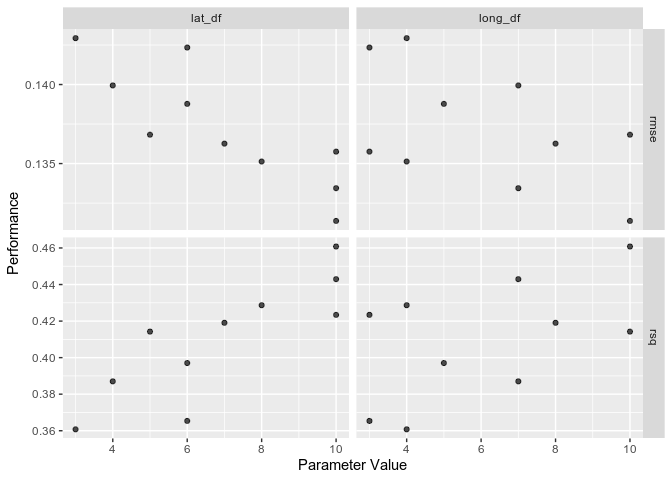 lat_df
long_df
Performance
0.140
0.135
rmse
0.46
0.44
0.42
0.40
0.38
0.36
rsq
4
6
8
10
4
6
8
10
Parameter Value